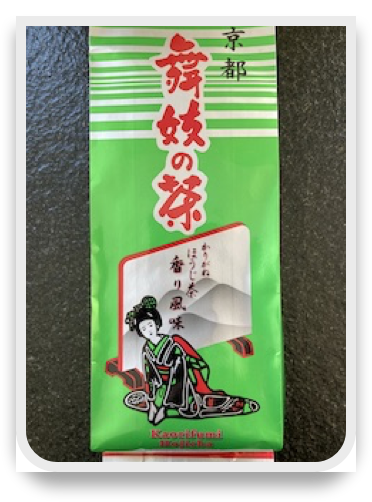 京都
舞妓の茶
かりがね
ほうじ茶
香り風味
Kaorifumi
Hojicha